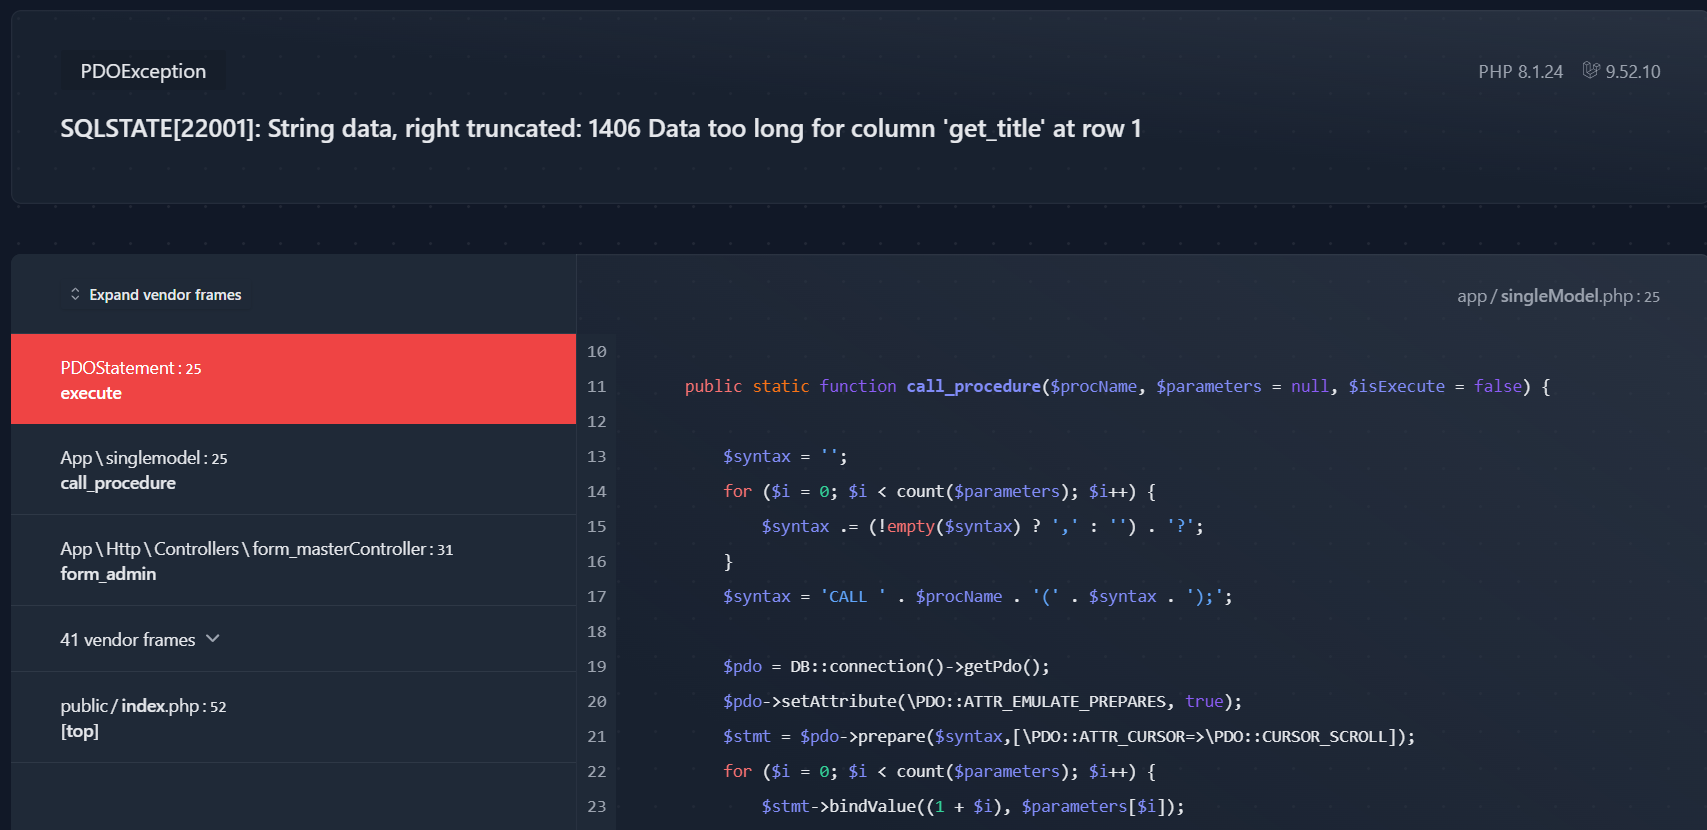 PDOException
PHP 8.1.24 9.52.10
SQLSTATE[22001]: String data, right truncated: 1406 Data too long for column 'get_title' at row 1
Expand vendor frames
PDOStatement : 25
execute
App \ singlemodel : 25
call_procedure
App \ Http \ Controllers \ form_masterController : 31
form_admin
41 vendor frames
public / index.php : 52
[top]
app / singleModel.php : 25
10
11 public static function call_procedure($procName, $parameters = null, $isExecute = false) {
12
13 $syntax = '';
14 for ($i = 0; $i < count($parameters); $i++) {
15 $syntax .= (!empty($syntax) ? ',' : '') . '?';
16 }
17 $syntax = 'CALL ' . $procName . '(' . $syntax . ');';
18
19 $pdo = DB::connection()->getPdo();
20 $pdo->setAttribute(\PDO::ATTR_EMULATE_PREPARES, true);
21 $stmt = $pdo->prepare($syntax,[\PDO::ATTR_CURSOR=>\PDO::CURSOR_SCROLL]);
22 for ($i = 0; $i < count($parameters); $i++) {
23 $stmt->bindValue((1 + $i), $parameters[$i]);